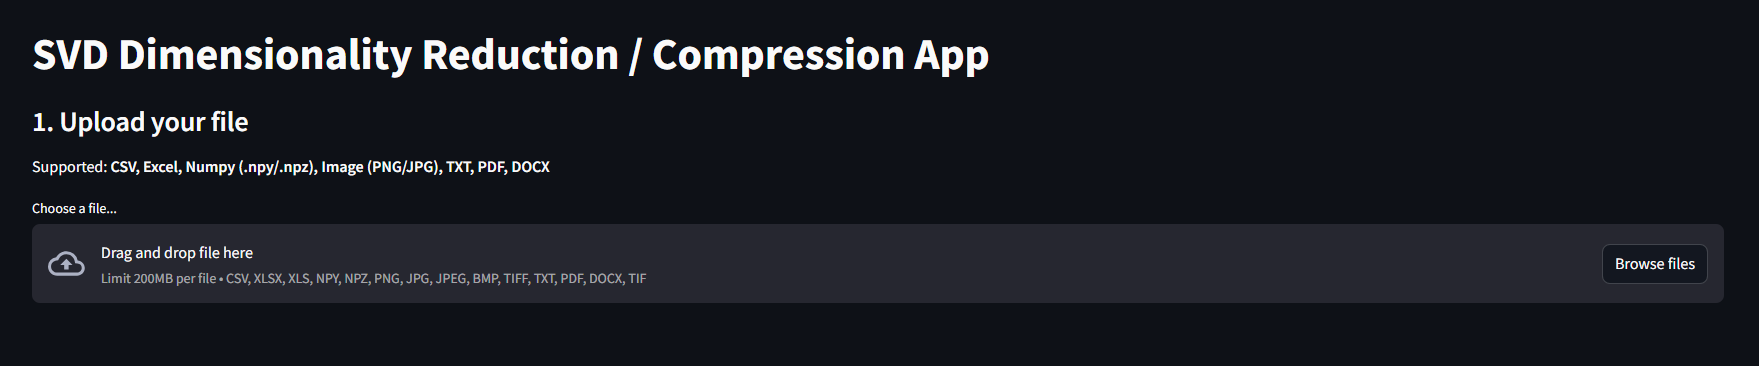 SVD Dimensionality Reduction / Compression App
1. Upload your file
Supported: CSV, Excel, Numpy (.npy/.npz), Image (PNG/JPG), TXT, PDF, DOCX
Choose a file...
Drag and drop file here
Limit 200MB per file • CSV, XLSX, XLS, NPY, NPZ, PNG, JPG, JPEG, BMP, TIFF, TXT, PDF, DOCX, TIF
Browse files